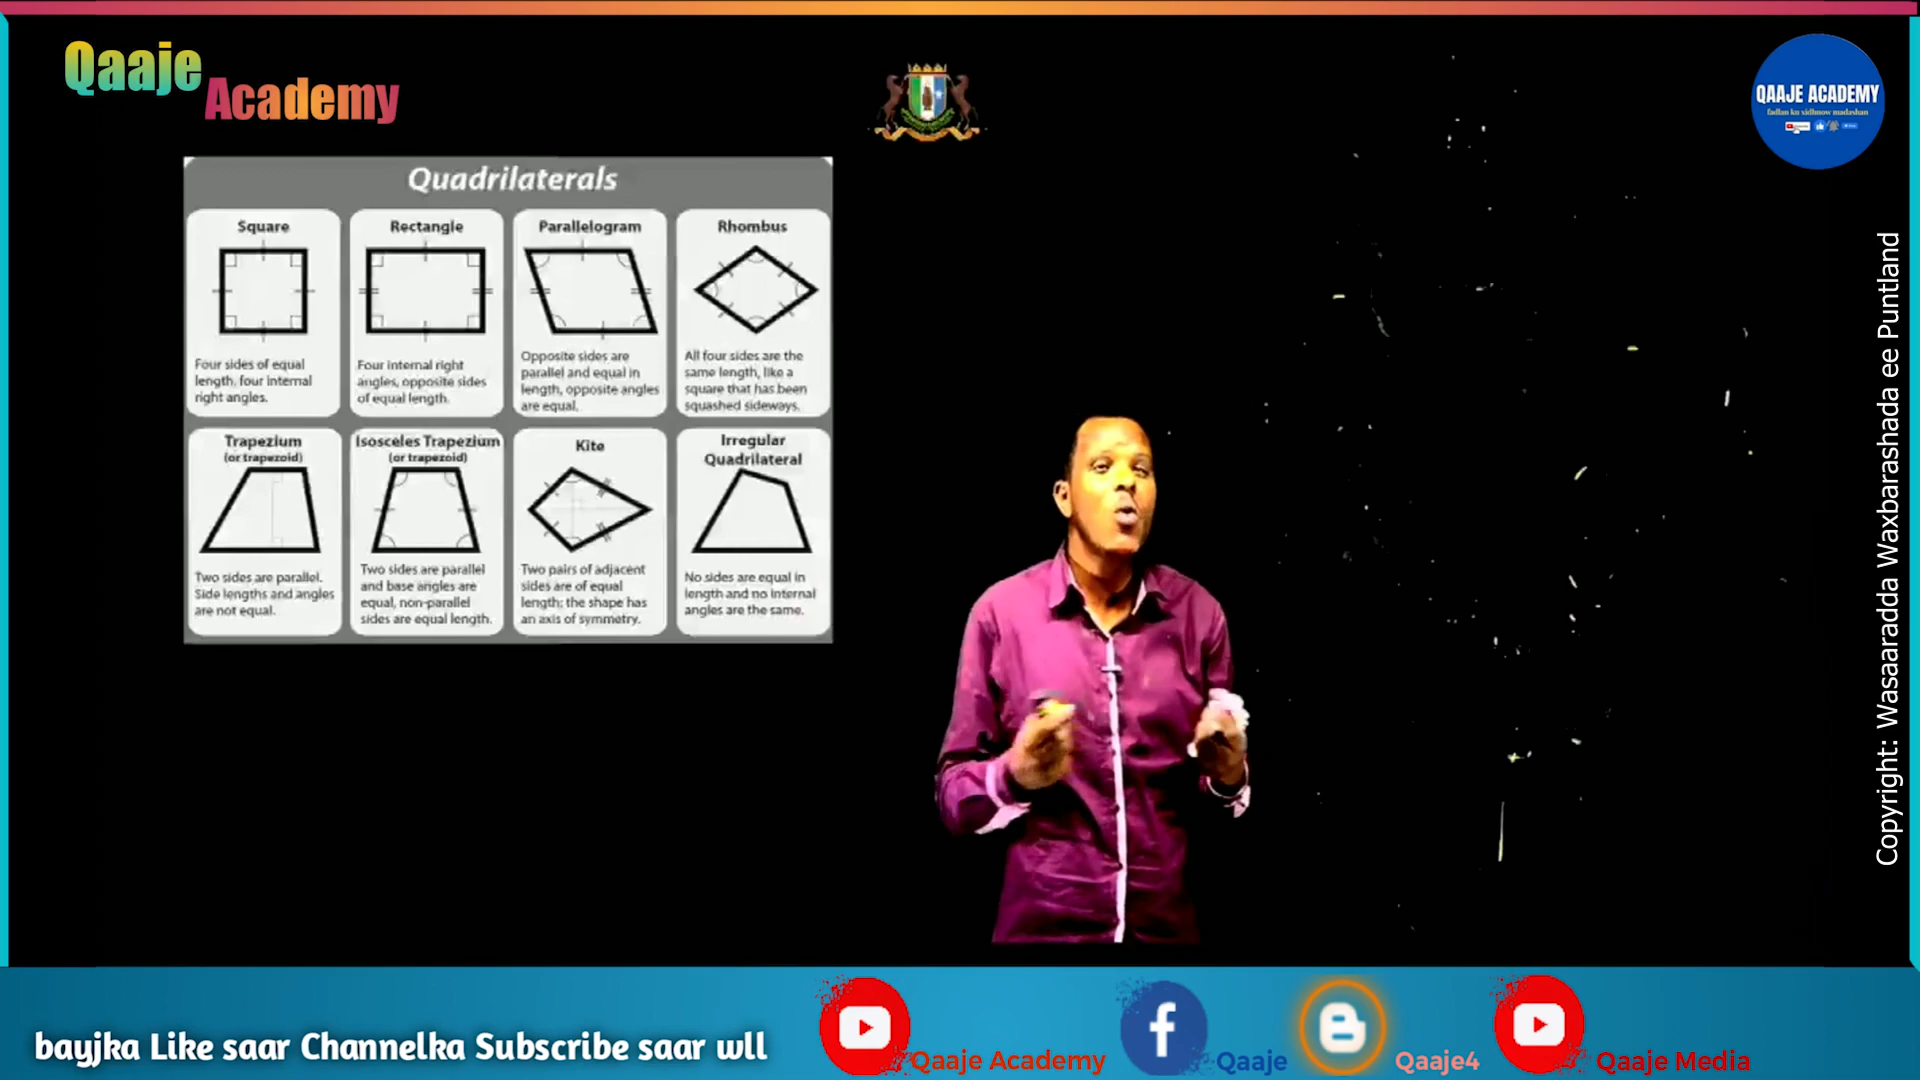 Qaaje
Academy
QAAJE ACADEMY
fadlan ku xidhnow madashan
Quadrilaterals
Square
Four sides of equal
length, four internal
right angles.
Rectangle
Four internal right
angles, opposite sides
of equal length.
Parallelogram
Opposite sides are
parallel and equal in
length, opposite angles
are equal.
Rhombus
All four sides are the
same length, like a
square that has been
squashed sideways.
Trapezium
(or trapezoid)
Two sides are parallel.
Side lengths and angles
are not equal.
Isosceles Trapezium
(or trapezoid)
Two sides are parallel
and base angles are
equal, non-parallel
sides are equal length.
Kite
Two pairs of adjacent
sides are of equal
length; the shape has
an axis of symmetry.
Irregular
Quadrilateral
No sides are equal in
length and no internal
angles are the same.
Copyright: Wasaaradda Waxbarashada ee Puntland
bayjka Like saar Channelka Subscribe saar wll
Qaaje Academy
Qaaje
Qaaje4
Qaaje Media